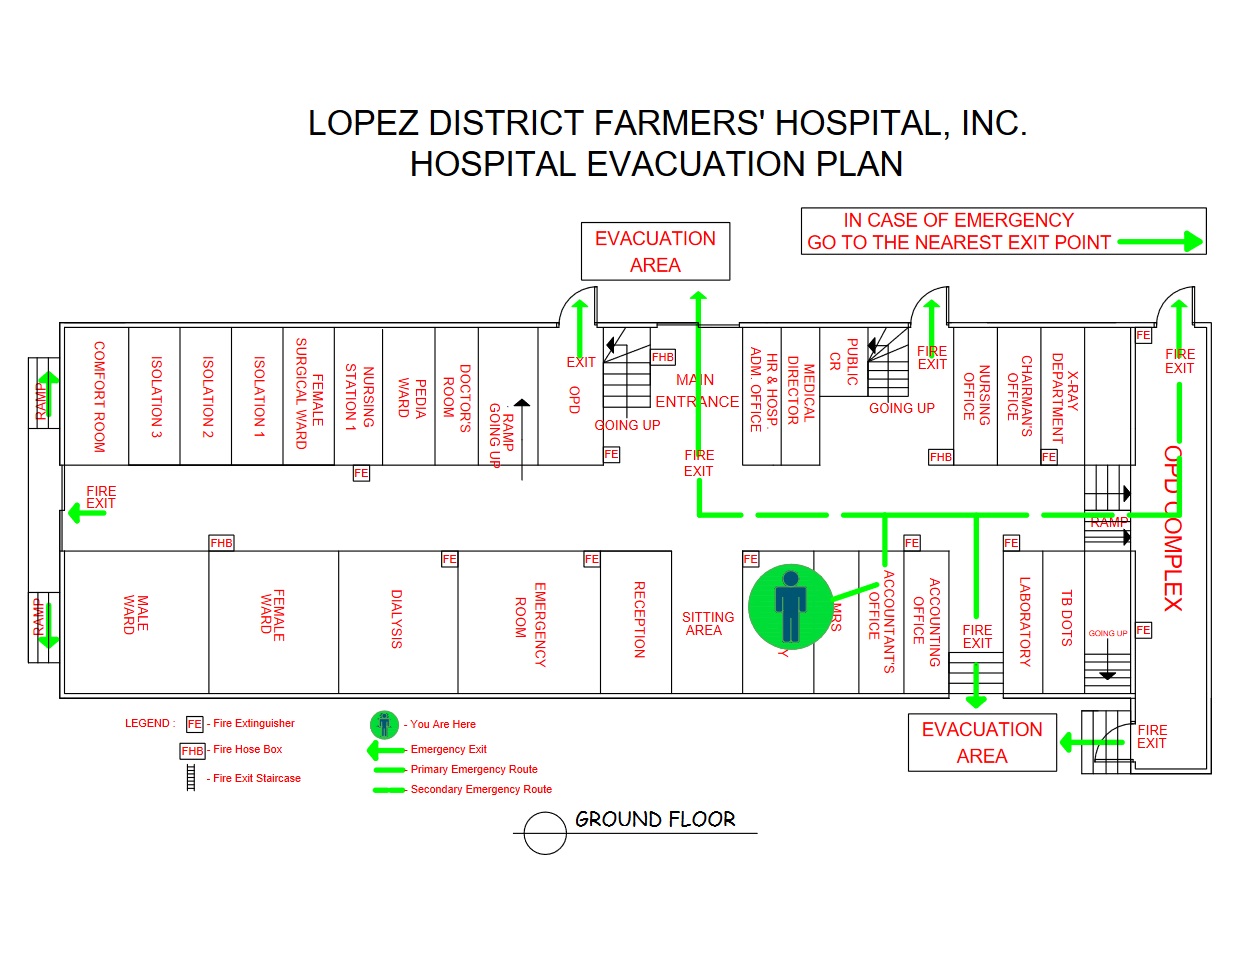 LOPEZ DISTRICT FARMERS' HOSPITAL, INC.
HOSPITAL EVACUATION PLAN
EVACUATION
AREA
IN CASE OF EMERGENCY
GO TO THE NEAREST EXIT POINT
RAMP
COMFORT ROOM
ISOLATION 3
ISOLATION 2
ISOLATION 1
FEMALE
SURGICAL WARD
NURSING
STATION 1
PEDIA
WARD
DOCTOR'S
ROOM
RAMP
GOING UP
EXIT
OPD
GOING UP
FHB
FE
MAIN
ENTRANCE
FIRE
EXIT
HR & HOSP.
ADM. OFFICE
MEDICAL
DIRECTOR
PUBLIC
CR
GOING UP
FIRE
EXIT
FHB
NURSING
OFFICE
CHAIRMAN'S
OFFICE
X-RAY
DEPARTMENT
FE
FE
FIRE
EXIT
OPD COMPLEX
RAMP
FE
FIRE
EXIT
FHB
FE
FE
FE
FE
FE
RAMP
MALE
WARD
FEMALE
WARD
DIALYSIS
EMERGENCY
ROOM
RECEPTION
SITTING
AREA
Y
MRS
ACCOUNTANT'S
OFFICE
ACCOUNTING
OFFICE
FIRE
EXIT
LABORATORY
TB DOTS
GOING UP
FE
EVACUATION
AREA
FIRE
EXIT
LEGEND :
FE - Fire Extinguisher
FHB - Fire Hose Box
- Fire Exit Staircase
- You Are Here
- Emergency Exit
- Primary Emergency Route
- Secondary Emergency Route
GROUND FLOOR